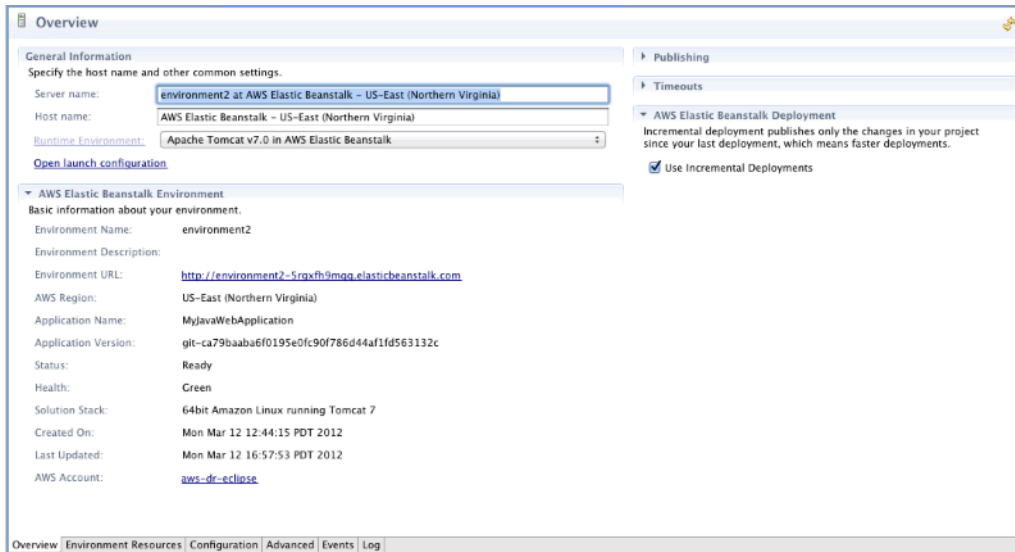 Overview
General Information
Specify the host name and other common settings.
Server name: environment2 at AWS Elastic Beanstalk - US-East (Northern Virginia)
Host name: AWS Elastic Beanstalk - US-East (Northern Virginia)
Runtime Environment: Apache Tomcat v7.0 in AWS Elastic Beanstalk
Open launch configuration
AWS Elastic Beanstalk Environment
Basic information about your environment.
Environment Name: environment2
Environment Description:
Environment URL: http://environment2-5rgxfh9mgq.elasticbeanstalk.com
AWS Region: US-East (Northern Virginia)
Application Name: MyJavaWebApplication
Application Version: git-ca79baaba6f0195e0fc90f786d44af1fd563132c
Status: Ready
Health: Green
Solution Stack: 64bit Amazon Linux running Tomcat 7
Created On: Mon Mar 12 12:44:15 PDT 2012
Last Updated: Mon Mar 12 16:57:53 PDT 2012
AWS Account: aws-dr-eclipse
Publishing
Timeouts
AWS Elastic Beanstalk Deployment
Incremental deployment publishes only the changes in your project
since your last deployment, which means faster deployments.
Use Incremental Deployments
Overview Environment Resources Configuration Advanced Events Log